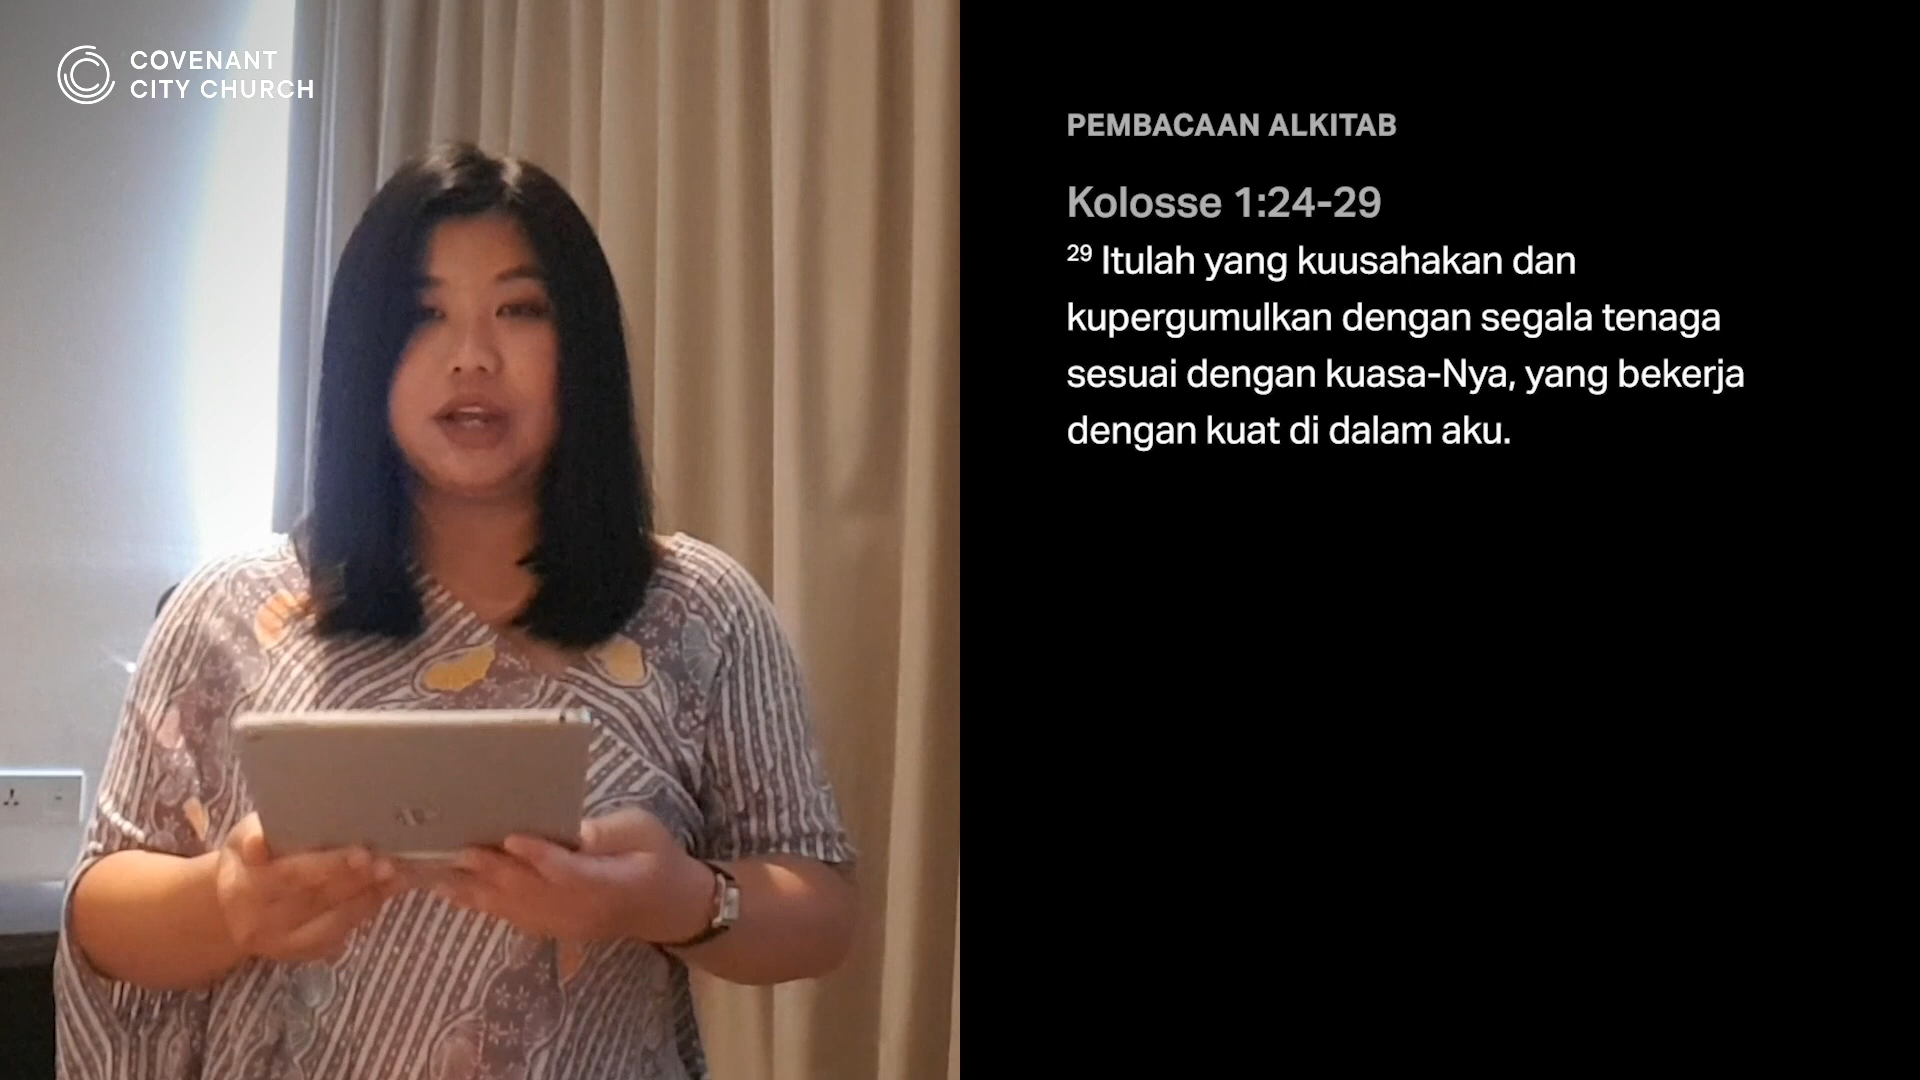 COVENANT
CITY CHURCH
PEMBACAAN ALKITAB
Kolosse 1:24-29
29 Itulah yang kuusahakan dan
kupergumulkan dengan segala tenaga
sesuai dengan kuasa-Nya, yang bekerja
dengan kuat di dalam aku.